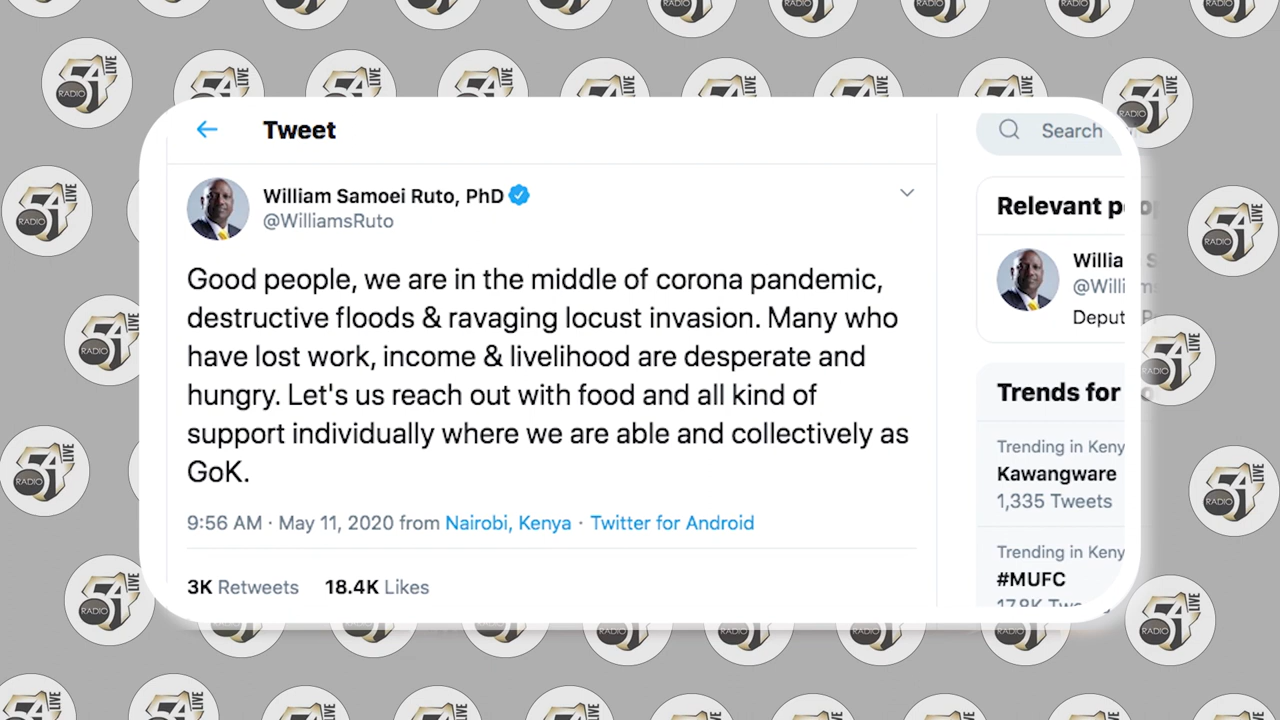 Tweet
Search
William Samoei Ruto, PhD
@WilliamsRuto
Good people, we are in the middle of corona pandemic,
destructive floods & ravaging locust invasion. Many who
have lost work, income & livelihood are desperate and
hungry. Let's us reach out with food and all kind of
support individually where we are able and collectively as
GoK.
9:56 AM · May 11, 2020 from Nairobi, Kenya · Twitter for Android
3K Retweets 18.4K Likes
Relevant
Willia
@Willi
Deput
Trends for
Trending in Keny
Kawangware
1,335 Tweets
Trending in Keny
#MUFC
RADIO 54 LIVE